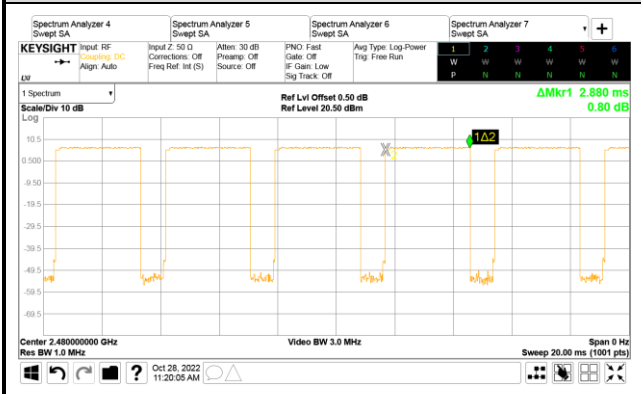 Spectrum Analyzer 4
Swept SA
Spectrum Analyzer 5
Swept SA
Spectrum Analyzer 6
Swept SA
Spectrum Analyzer 7
Swept SA
KEYSIGHT
Input: RF
Coupling: DC
Align: Auto
Input Z: 50 Ω
Corrections: Off
Freq Ref: Int (S)
Atten: 30 dB
Preamp: Off
Source: Off
PNO: Fast
Gate: Off
IF Gain: Low
Sig Track: Off
Avg Type: Log-Power
Trig: Free Run
1 2 3 4 5 6
W W W W W W
P N N N N N
1 Spectrum
Scale/Div 10 dB
Log
Ref Lvl Offset 0.50 dB
Ref Level 20.50 dBm
ΔMkr1 2.880 ms
0.80 dB
1Δ2
X2
10.5
0.500
-9.50
-19.5
-29.5
-39.5
-49.5
-59.5
-69.5
Center 2.480000000 GHz
Res BW 1.0 MHz
Video BW 3.0 MHz
Span 0 Hz
Sweep 20.00 ms (1001 pts)
?
Oct 28, 2022
11:20:05 AM